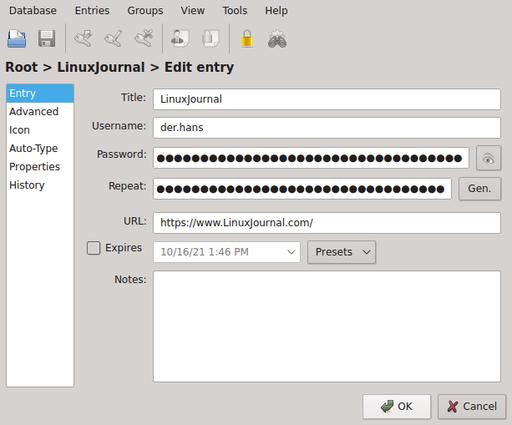 Database Entries Groups View Tools Help
Root > LinuxJournal > Edit entry
Entry
Advanced
Icon
Auto-Type
Properties
History
Title: LinuxJournal
Username: der.hans
Password: ●●●●●●●●●●●●●●●●●●●●●●●●●●●●●●●●●●●
Repeat: ●●●●●●●●●●●●●●●●●●●●●●●●●●●●●●●●● Gen.
URL: https://www.LinuxJournal.com/
Expires 10/16/21 1:46 PM Presets
Notes:
OK Cancel